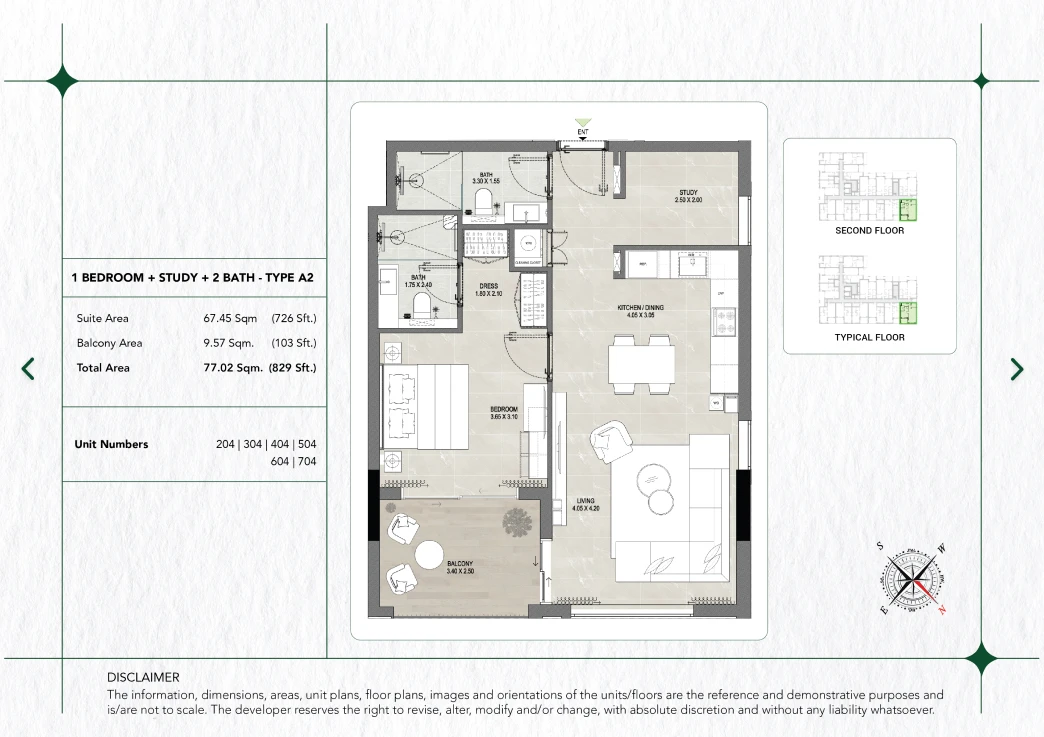 1 BEDROOM + STUDY + 2 BATH - TYPE A2
Suite Area 67.45 Sqm (726 Sft.)
Balcony Area 9.57 Sqm. (103 Sft.)
Total Area 77.02 Sqm. (829 Sft.)
Unit Numbers 204 | 304 | 404 | 504
604 | 704
ENT
BATH
3.30 X 1.55
STUDY
2.50 X 2.00
BATH
1.75 X 2.40
DRESS
1.80 X 2.10
CLEANING CLOSET
REF.
KITCHEN / DINING
4.05 X 3.05
BEDROOM
3.65 X 3.10
LIVING
4.05 X 4.20
BALCONY
3.40 X 2.50
SECOND FLOOR
TYPICAL FLOOR
S W
E N
DISCLAIMER
The information, dimensions, areas, unit plans, floor plans, images and orientations of the units/floors are the reference and demonstrative purposes and
is/are not to scale. The developer reserves the right to revise, alter, modify and/or change, with absolute discretion and without any liability whatsoever.